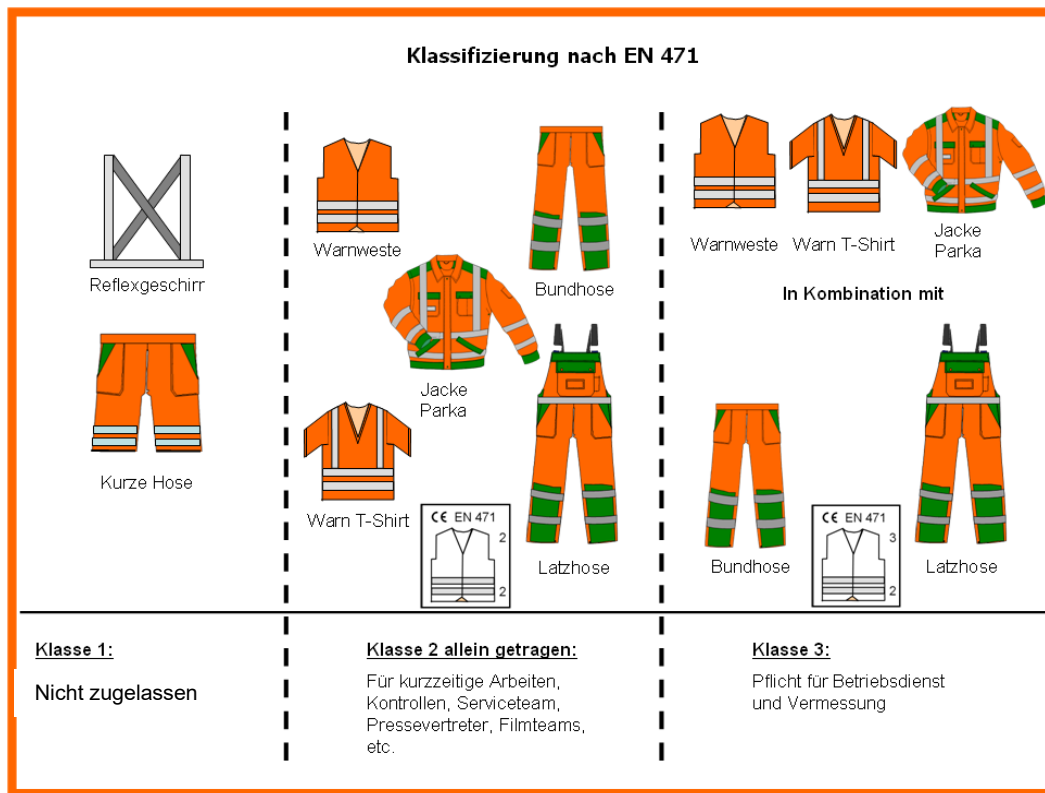 Klassifizierung nach EN 471
Reflexgeschirr
Kurze Hose
Warnweste
Bundhose
Jacke
Parka
Warn T-Shirt
CE EN 471
2
2
Latzhose
Warnweste
Warn T-Shirt
Jacke
Parka
In Kombination mit
Bundhose
CE EN 471
3
2
Latzhose
Klasse 1:
Nicht zugelassen
Klasse 2 allein getragen:
Für kurzzeitige Arbeiten,
Kontrollen, Serviceteam,
Pressevertreter, Filmteams,
etc.
Klasse 3:
Pflicht für Betriebsdienst
und Vermessung